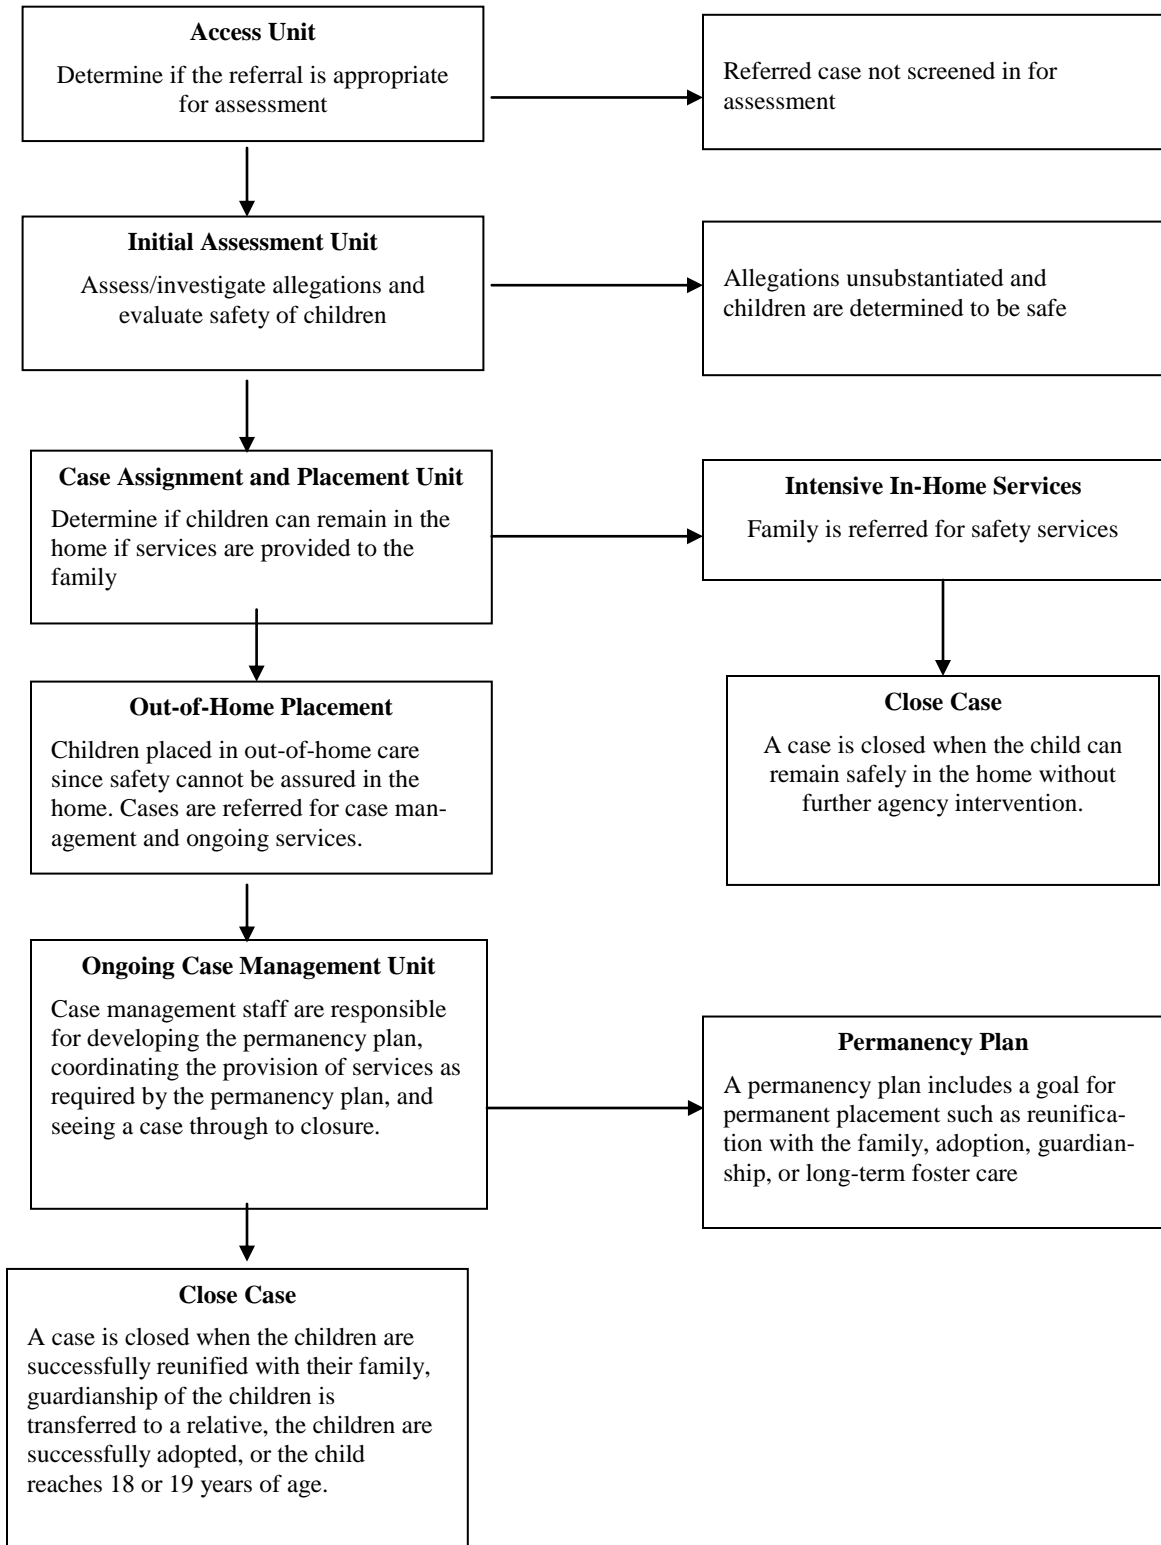 Access Unit
Determine if the referral is appropriate
for assessment
Referred case not screened in for
assessment
Initial Assessment Unit
Assess/investigate allegations and
evaluate safety of children
Allegations unsubstantiated and
children are determined to be safe
Case Assignment and Placement Unit
Determine if children can remain in the
home if services are provided to the
family
Intensive In-Home Services
Family is referred for safety services
Out-of-Home Placement
Children placed in out-of-home care
since safety cannot be assured in the
home. Cases are referred for case man-
agement and ongoing services.
Close Case
A case is closed when the child can
remain safely in the home without
further agency intervention.
Ongoing Case Management Unit
Case management staff are responsible
for developing the permanency plan,
coordinating the provision of services as
required by the permanency plan, and
seeing a case through to closure.
Permanency Plan
A permanency plan includes a goal for
permanent placement such as reunifica-
tion with the family, adoption, guardian-
ship, or long-term foster care
Close Case
A case is closed when the children are
successfully reunified with their family,
guardianship of the children is
transferred to a relative, the children are
successfully adopted, or the child
reaches 18 or 19 years of age.